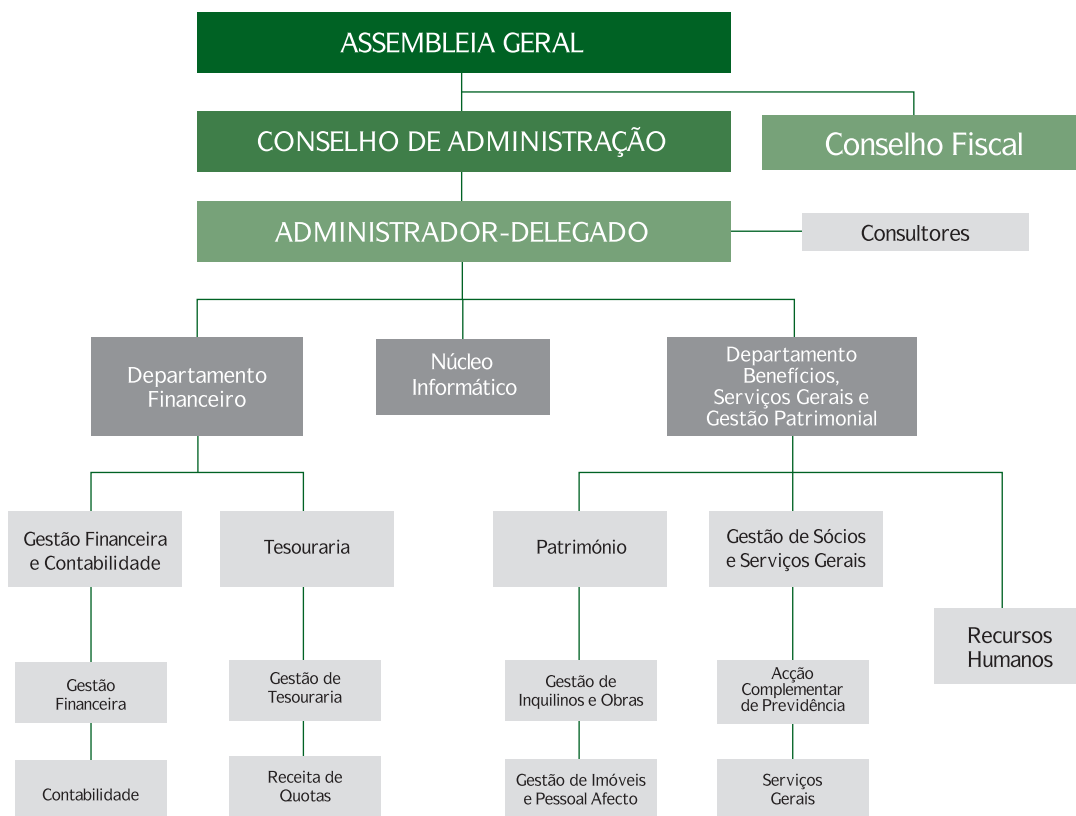 ASSEMBLEIA GERAL
CONSELHO DE ADMINISTRAÇÃO
Conselho Fiscal
ADMINISTRADOR-DELEGADO
Consultores
Departamento
Financeiro
Núcleo
Informático
Departamento
Benefícios,
Serviços Gerais e
Gestão Patrimonial
Gestão Financeira
e Contabilidade
Tesouraria
Património
Gestão de Sócios
e Serviços Gerais
Recursos
Humanos
Gestão
Financeira
Gestão de
Tesouraria
Gestão de
Inquilinos e Obras
Acção
Complementar
de Previdência
Contabilidade
Receita de
Quotas
Gestão de Imóveis
e Pessoal Afecto
Serviços
Gerais